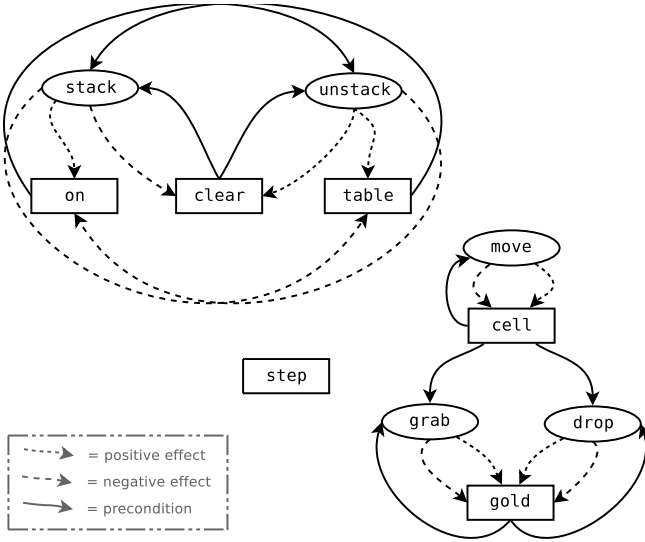 stack
unstack
on
clear
table
move
cell
step
grab
drop
gold
= positive effect
= negative effect
= precondition